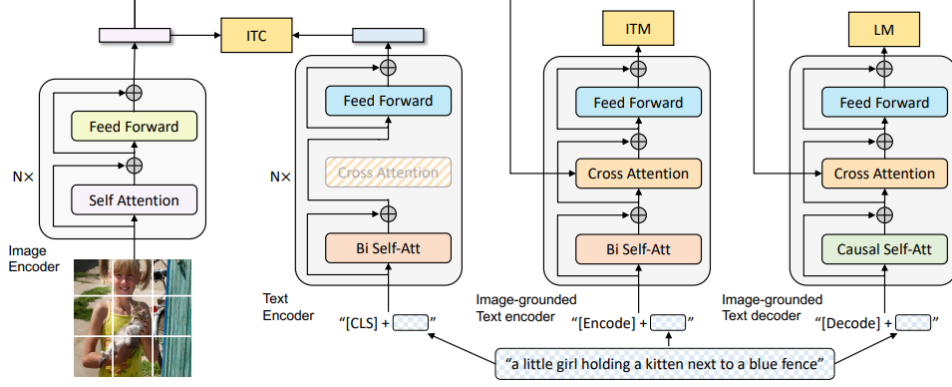 ITC
ITM
LM
Feed Forward
Self Attention
N×
Image
Encoder
Feed Forward
Cross Attention
Bi Self-Att
N×
Text
Encoder
"[CLS] + "
Feed Forward
Cross Attention
Bi Self-Att
Image-grounded
Text encoder
"[Encode] + "
Feed Forward
Cross Attention
Causal Self-Att
Image-grounded
Text decoder
"[Decode] + "
"a little girl holding a kitten next to a blue fence"